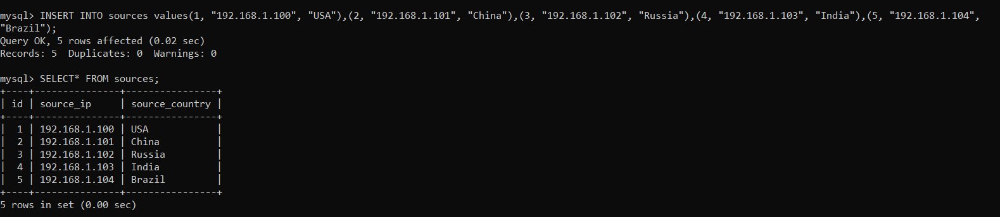 mysql> INSERT INTO sources values(1, "192.168.1.100", "USA"),(2, "192.168.1.101", "China"),(3, "192.168.1.102", "Russia"),(4, "192.168.1.103", "India"),(5, "192.168.1.104",
"Brazil");
Query OK, 5 rows affected (0.02 sec)
Records: 5  Duplicates: 0  Warnings: 0

mysql> SELECT* FROM sources;
+----+---------------+----------------+
| id | source_ip     | source_country |
+----+---------------+----------------+
|  1 | 192.168.1.100 | USA            |
|  2 | 192.168.1.101 | China          |
|  3 | 192.168.1.102 | Russia         |
|  4 | 192.168.1.103 | India          |
|  5 | 192.168.1.104 | Brazil         |
+----+---------------+----------------+
5 rows in set (0.00 sec)